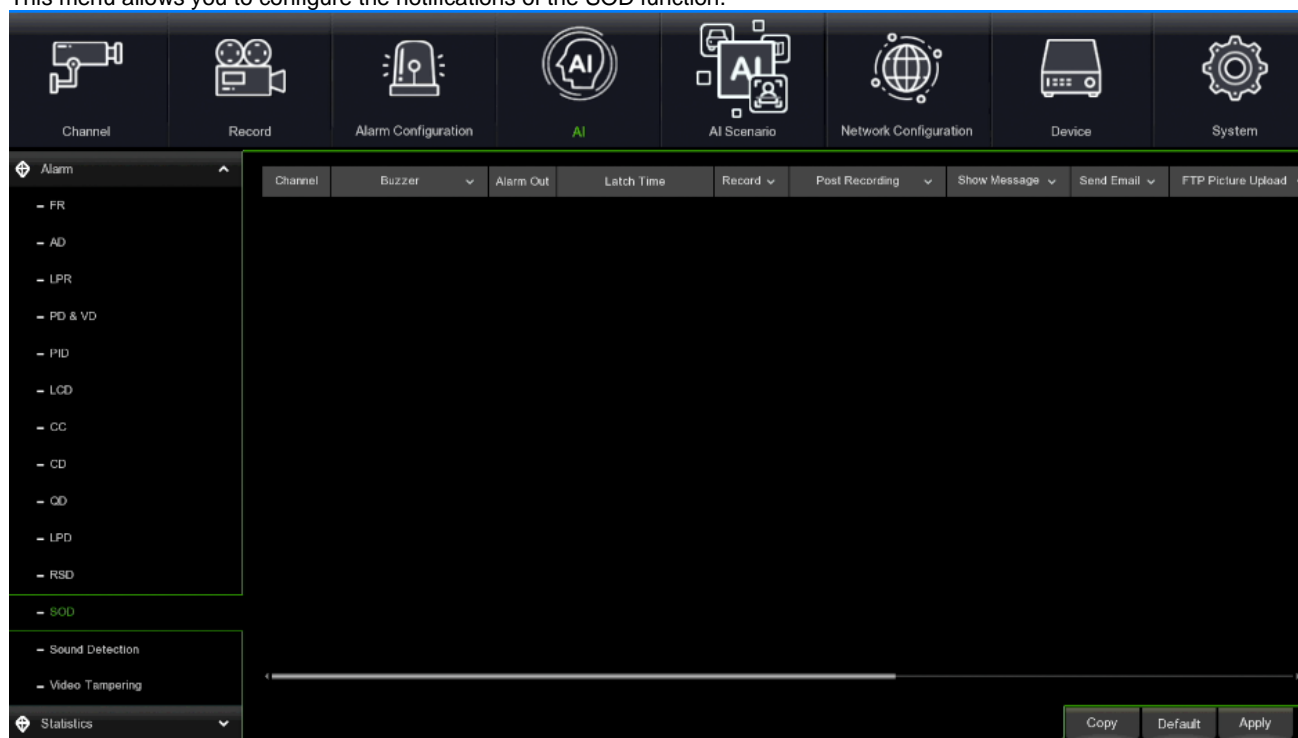 This menu allows you to configure the notifications of the SOD function.
AI
AI
Channel Record Alarm Configuration AI AI Scenario Network Configuration Device System
Alarm
Channel Buzzer Alarm Out Latch Time Record Post Recording Show Message Send Email FTP Picture Upload
– FR
– AD
– LPR
– PD & VD
– PID
– LCD
– CC
– CD
– QD
– LPD
– RSD
– SOD
– Sound Detection
– Video Tampering
Statistics
Copy Default Apply